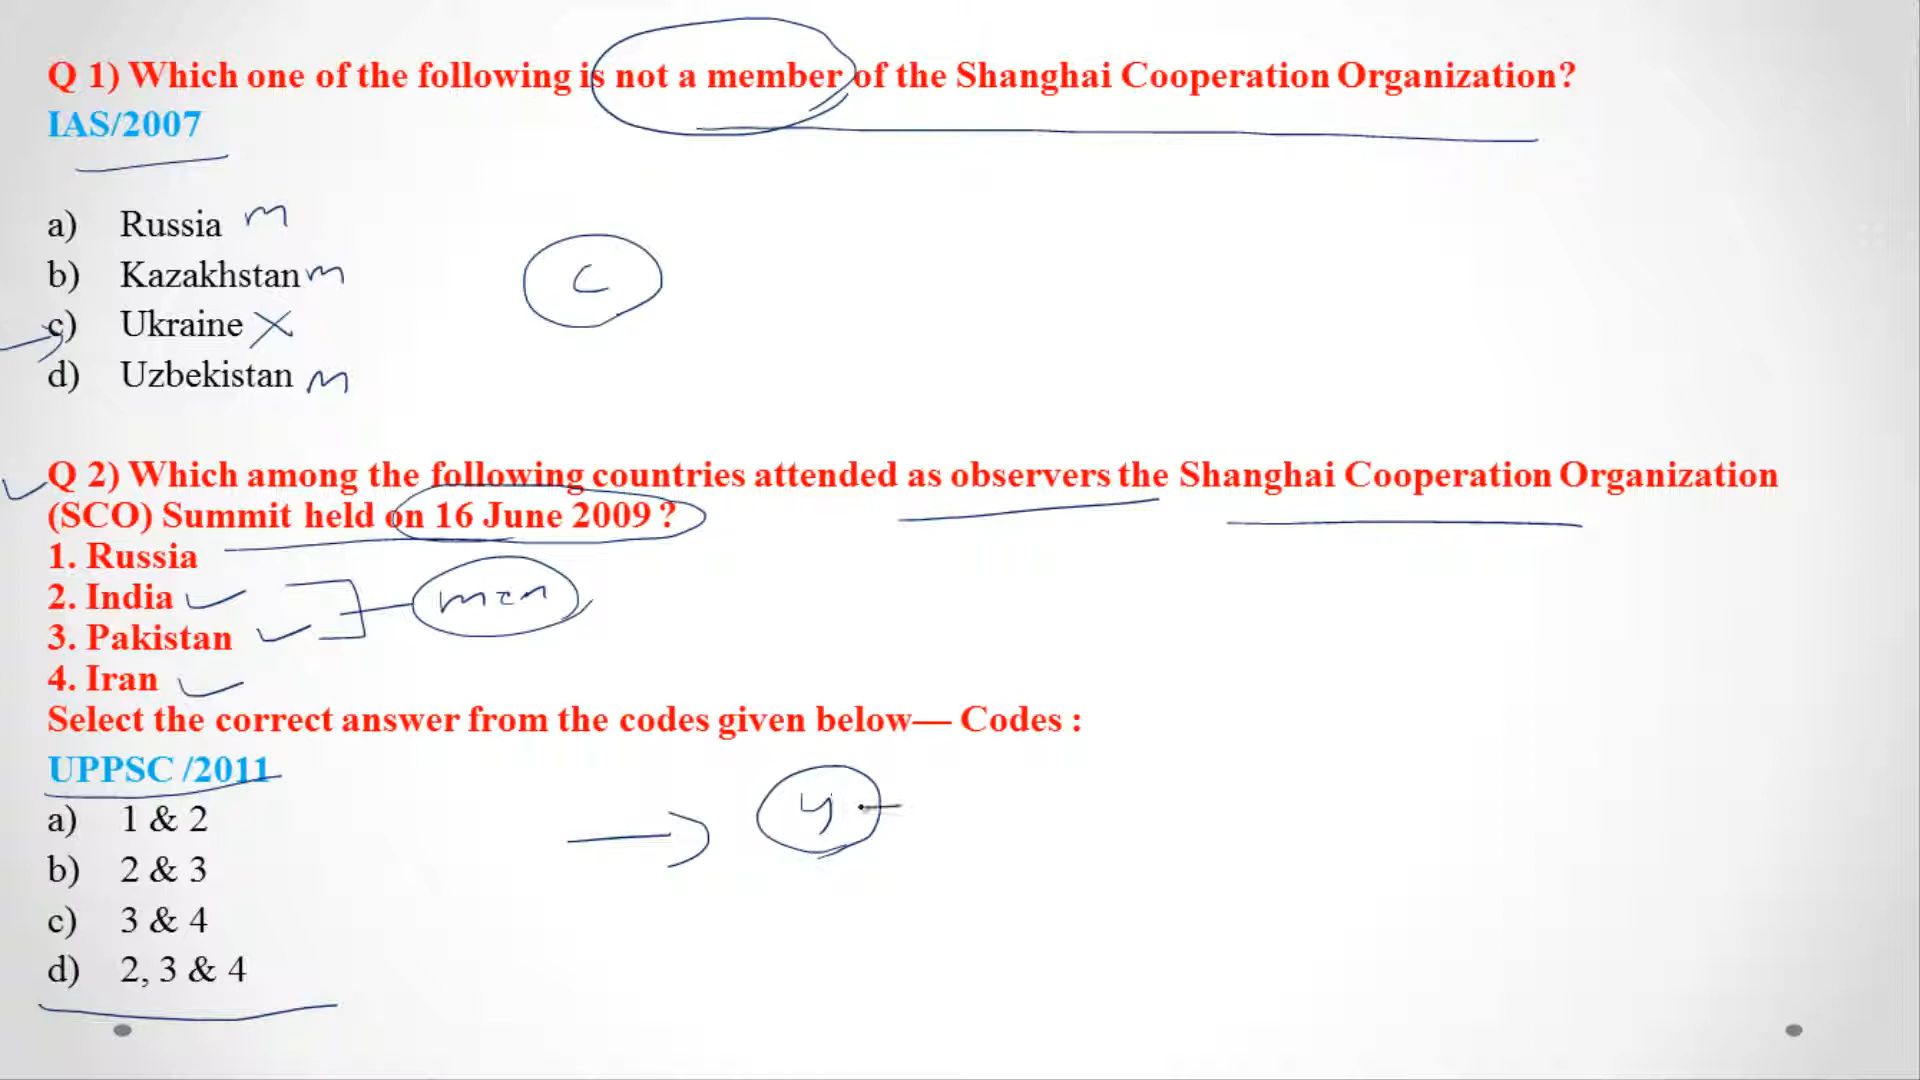 Q 1) Which one of the following is not a member of the Shanghai Cooperation Organization?
IAS/2007
a) Russia m
b) Kazakhstan m
c) Ukraine X
d) Uzbekistan m
C
Q 2) Which among the following countries attended as observers the Shanghai Cooperation Organization
(SCO) Summit held on 16 June 2009 ?
1. Russia
2. India
3. Pakistan
4. Iran
Select the correct answer from the codes given below— Codes :
UPPSC /2011
a) 1 & 2
b) 2 & 3
c) 3 & 4
d) 2, 3 & 4